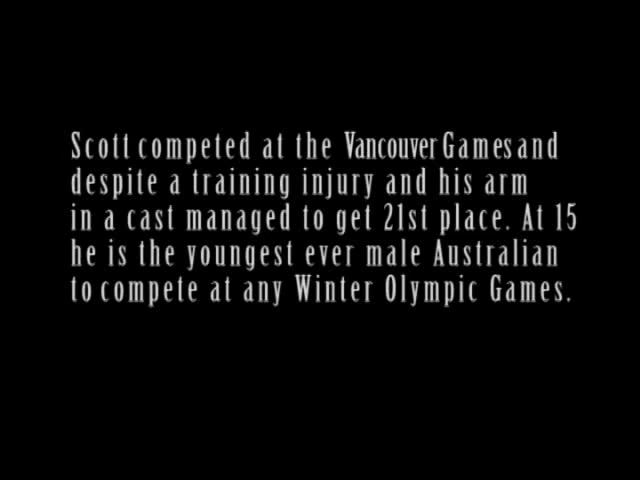 Scott competed at the Vancouver Games and
despite a training injury and his arm
in a cast managed to get 21st place. At 15
he is the youngest ever male Australian
to compete at any Winter Olympic Games.